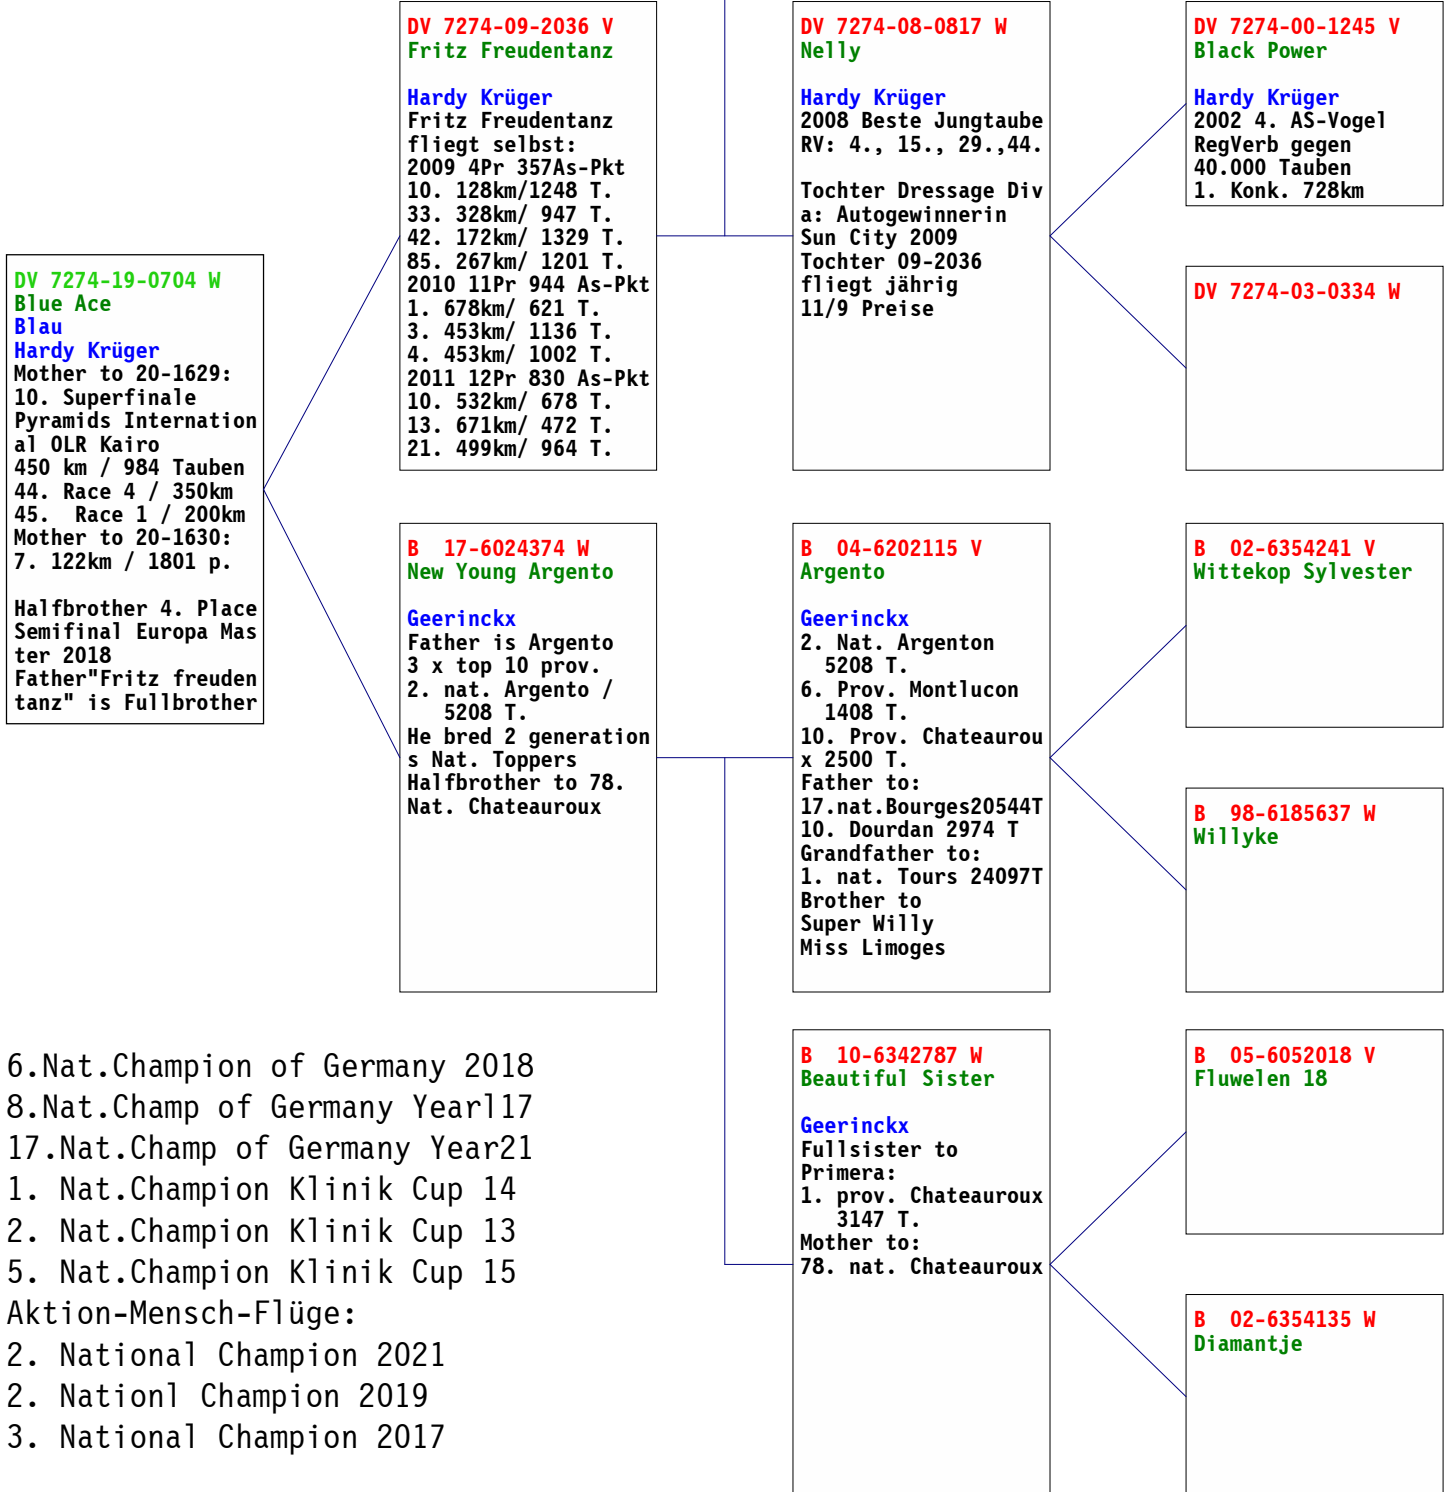 DV 7274-19-0704 W
Blue Ace
Blau
Hardy Krüger
Mother to 20-1629:
10. Superfinale
Pyramids Internation
al OLR Kairo
450 km / 984 Tauben
44. Race 4 / 350km
45.  Race 1 / 200km
Mother to 20-1630:
7. 122km / 1801 p.
Halfbrother 4. Place
Semifinal Europa Mas
ter 2018
Father"Fritz freuden
tanz" is Fullbrother
DV 7274-09-2036 V
Fritz Freudentanz
Hardy Krüger
Fritz Freudentanz
fliegt selbst:
2009 4Pr 357As-Pkt
10. 128km/1248 T.
33. 328km/ 947 T.
42. 172km/ 1329 T.
85. 267km/ 1201 T.
2010 11Pr 944 As-Pkt
1. 678km/ 621 T.
3. 453km/ 1136 T.
4. 453km/ 1002 T.
2011 12Pr 830 As-Pkt
10. 532km/ 678 T.
13. 671km/ 472 T.
21. 499km/ 964 T.
B  17-6024374 W
New Young Argento
Geerinckx
Father is Argento
3 x top 10 prov.
2. nat. Argento /
5208 T.
He bred 2 generation
s Nat. Toppers
Halfbrother to 78.
Nat. Chateauroux
DV 7274-08-0817 W
Nelly
Hardy Krüger
2008 Beste Jungtaube
RV: 4., 15., 29.,44.
Tochter Dressage Div
a: Autogewinnerin
Sun City 2009
Tochter 09-2036
fliegt jährig
11/9 Preise
B  04-6202115 V
Argento
Geerinckx
2. Nat. Argenton
5208 T.
6. Prov. Montlucon
1408 T.
10. Prov. Chateaurou
x 2500 T.
Father to:
17.nat.Bourges20544T
10. Dourdan 2974 T
Grandfather to:
1. nat. Tours 24097T
Brother to
Super Willy
Miss Limoges
B  10-6342787 W
Beautiful Sister
Geerinckx
Fullsister to
Primera:
1. prov. Chateauroux
3147 T.
Mother to:
78. nat. Chateauroux
DV 7274-00-1245 V
Black Power
Hardy Krüger
2002 4. AS-Vogel
RegVerb gegen
40.000 Tauben
1. Konk. 728km
DV 7274-03-0334 W
B  02-6354241 V
Wittekop Sylvester
B  98-6185637 W
Willyke
B  05-6052018 V
Fluwelen 18
B  02-6354135 W
Diamantje
6.Nat.Champion of Germany 2018
8.Nat.Champ of Germany Yearl17
17.Nat.Champ of Germany Year21
1. Nat.Champion Klinik Cup 14
2. Nat.Champion Klinik Cup 13
5. Nat.Champion Klinik Cup 15
Aktion-Mensch-Flüge:
2. National Champion 2021
2. Nationl Champion 2019
3. National Champion 2017